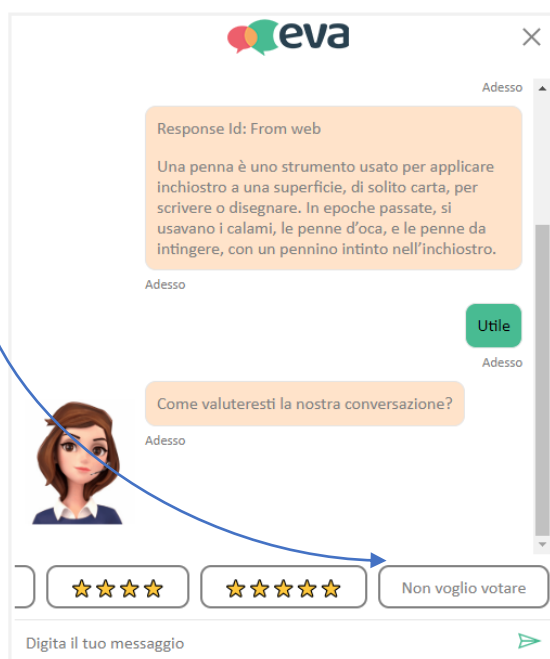 eva
Adesso
Response Id: From web
Una penna è uno strumento usato per applicare
inchiostro a una superficie, di solito carta, per
scrivere o disegnare. In epoche passate, si
usavano i calami, le penne d’oca, e le penne da
intingere, con un pennino intinto nell’inchiostro.
Adesso
Utile
Adesso
Come valuteresti la nostra conversazione?
Adesso
Non voglio votare
Digita il tuo messaggio